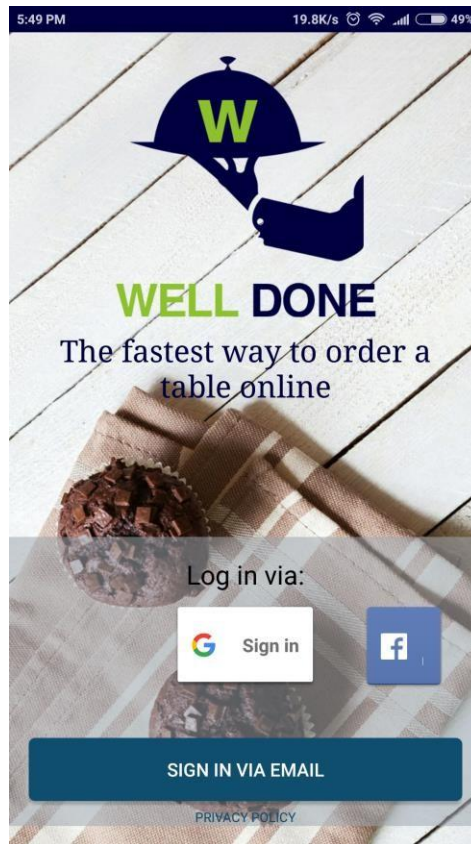 5:49 PM 19.8K/s 49%
W
WELL DONE
The fastest way to order a
table online
Log in via:
G Sign in f
SIGN IN VIA EMAIL
PRIVACY POLICY